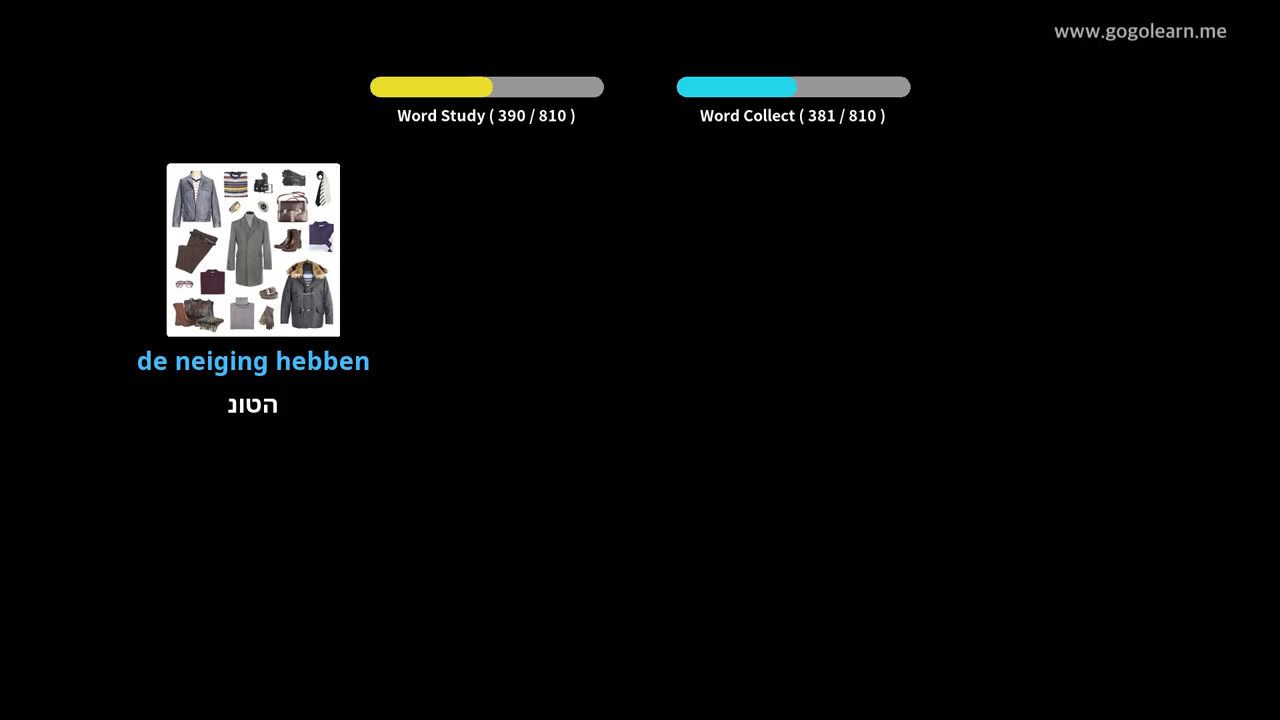 www.gogolearn.me
Word Study ( 390 / 810 )
Word Collect ( 381 / 810 )
de neiging hebben
הטונ